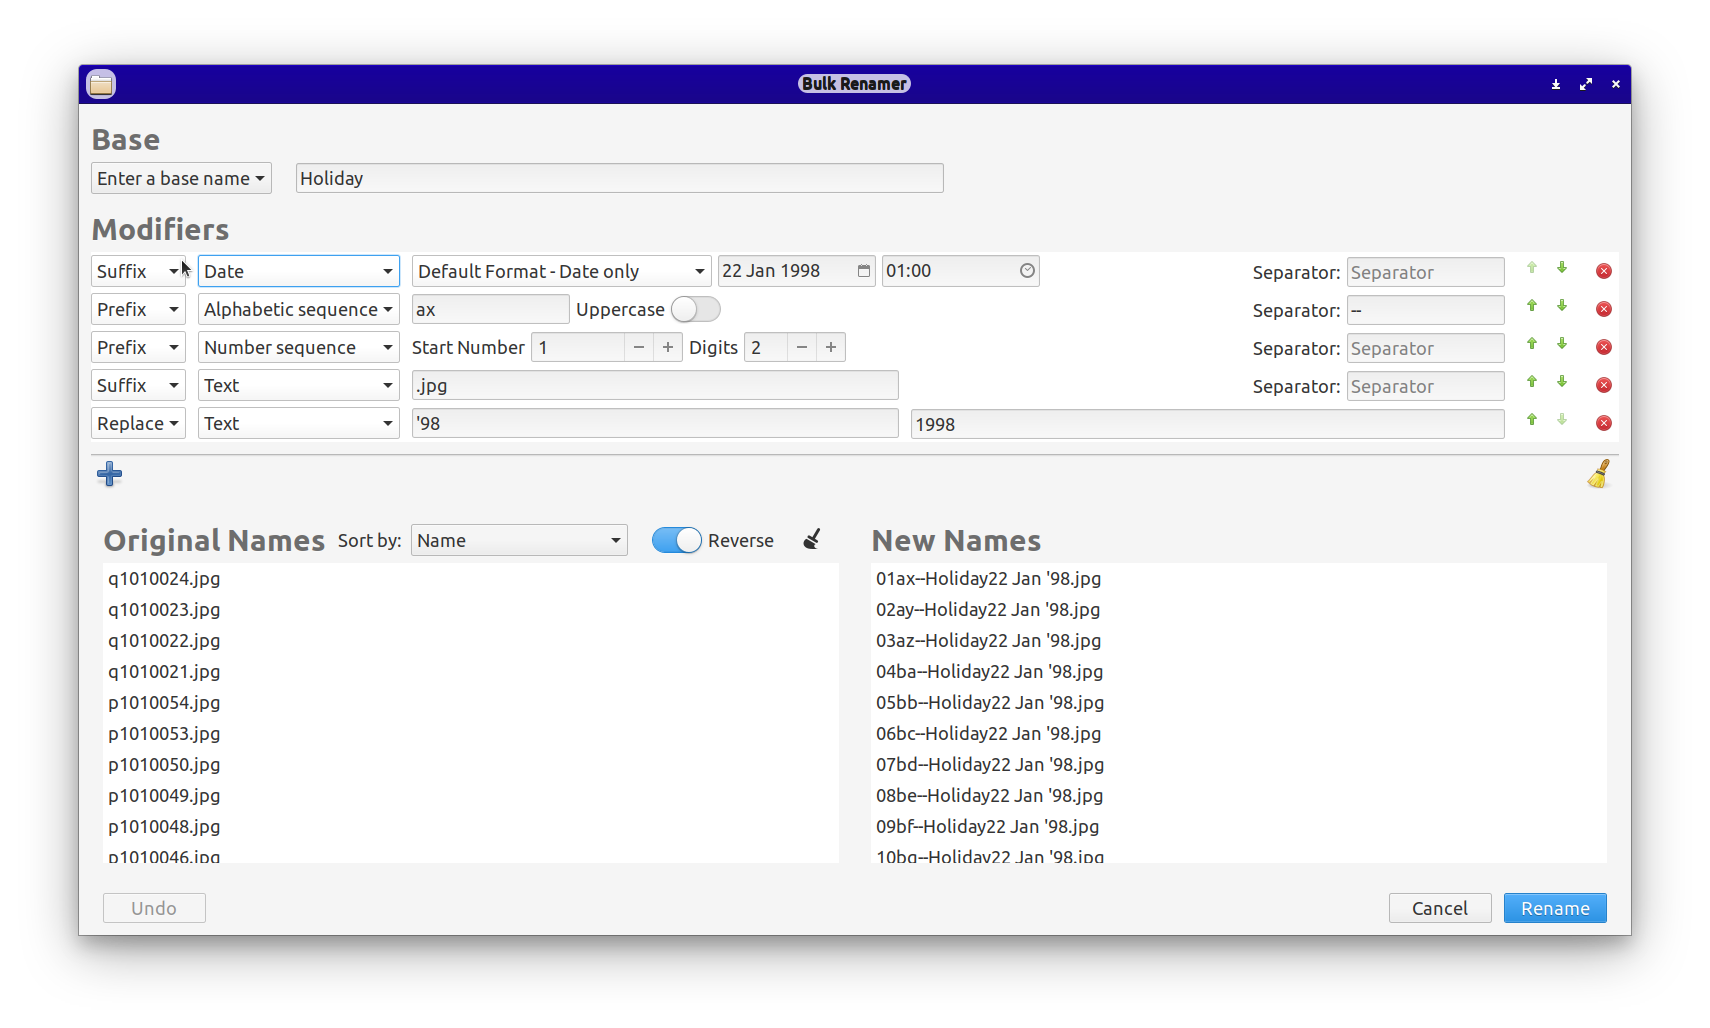 Bulk Renamer
Base
Enter a base name Holiday
Modifiers
Suffix Date Default Format - Date only 22 Jan 1998 01:00 Separator: Separator
Prefix Alphabetic sequence ax Uppercase Separator: --
Prefix Number sequence Start Number 1 − + Digits 2 − + Separator: Separator
Suffix Text .jpg Separator: Separator
Replace Text '98 1998
Original Names Sort by: Name Reverse New Names
q1010024.jpg 01ax--Holiday22 Jan '98.jpg
q1010023.jpg 02ay--Holiday22 Jan '98.jpg
q1010022.jpg 03az--Holiday22 Jan '98.jpg
q1010021.jpg 04ba--Holiday22 Jan '98.jpg
p1010054.jpg 05bb--Holiday22 Jan '98.jpg
p1010053.jpg 06bc--Holiday22 Jan '98.jpg
p1010050.jpg 07bd--Holiday22 Jan '98.jpg
p1010049.jpg 08be--Holiday22 Jan '98.jpg
p1010048.jpg 09bf--Holiday22 Jan '98.jpg
p1010046.jpg 10bg--Holiday22 Jan '98.jpg
Undo Cancel Rename